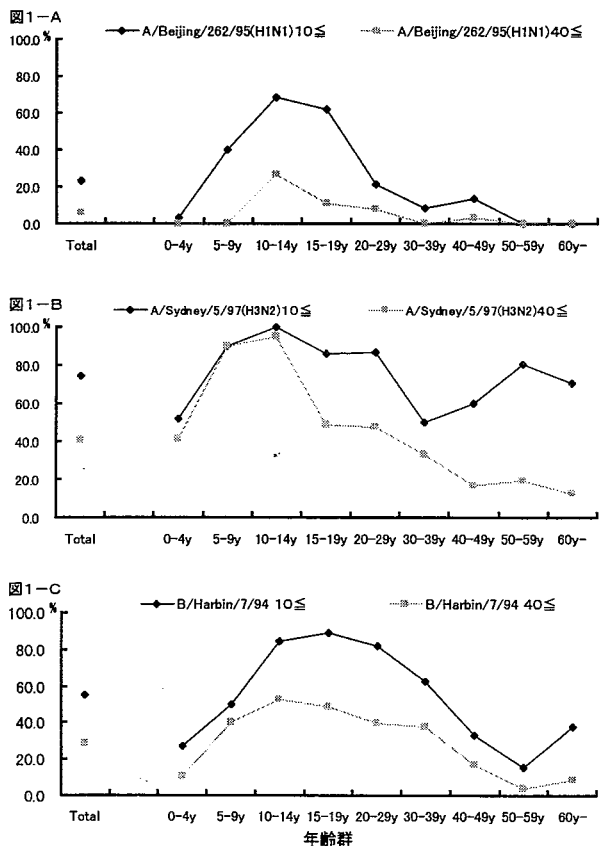 図1-A
A/Beijing/262/95(H1N1)10≦ A/Beijing/262/95(H1N1)40≦
%
100.0
80.0
60.0
40.0
20.0
0.0
Total 0-4y 5-9y 10-14y 15-19y 20-29y 30-39y 40-49y 50-59y 60y-
図1-B
A/Sydney/5/97(H3N2)10≦ A/Sydney/5/97(H3N2)40≦
%
100.0
80.0
60.0
40.0
20.0
0.0
Total 0-4y 5-9y 10-14y 15-19y 20-29y 30-39y 40-49y 50-59y 60y-
図1-C
B/Harbin/7/94 10≦ B/Harbin/7/94 40≦
%
100.0
80.0
60.0
40.0
20.0
0.0
Total 0-4y 5-9y 10-14y 15-19y 20-29y 30-39y 40-49y 50-59y 60y-
年齢群